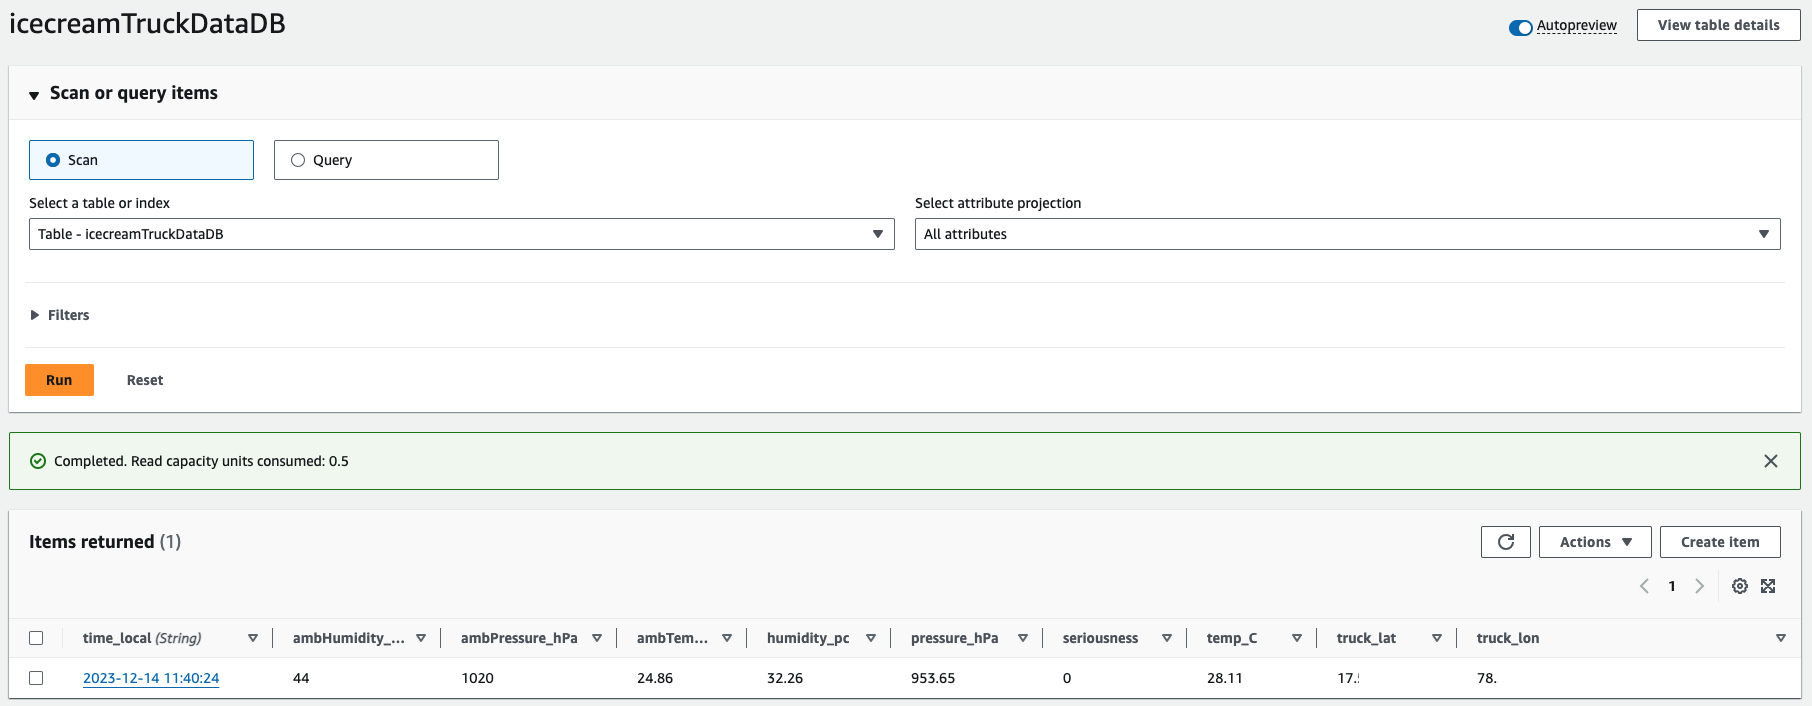 icecreamTruckDataDB
Autopreview
View table details
Scan or query items
Scan
Query
Select a table or index
Select attribute projection
Table - icecreamTruckDataDB
All attributes
Filters
Run
Reset
Completed. Read capacity units consumed: 0.5
Items returned (1)
Actions
Create item
1
time_local (String) ambHumidity_... ambPressure_hPa ambTem... humidity_pc pressure_hPa seriousness temp_C truck_lat truck_lon
2023-12-14 11:40:24 44 1020 24.86 32.26 953.65 0 28.11 17. 78.